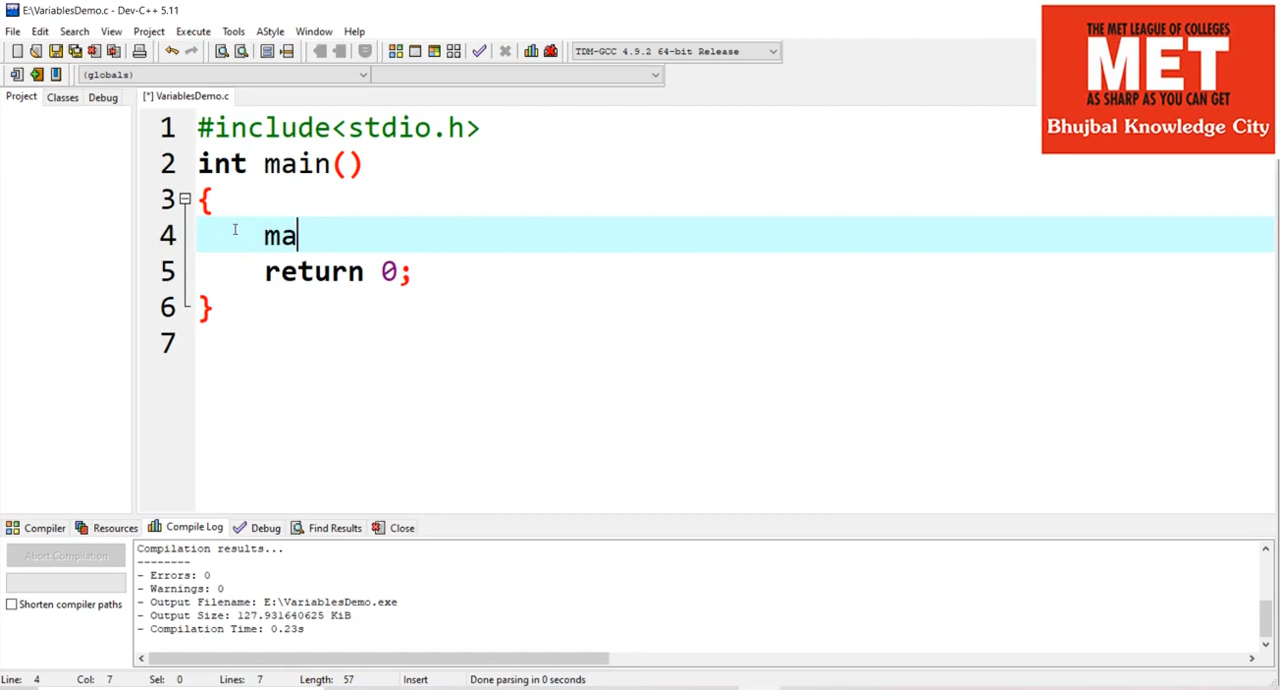 E:\VariablesDemo.c - Dev-C++ 5.11
File Edit Search View Project Execute Tools AStyle Window Help
TDM-GCC 4.9.2 64-bit Release
(globals)
Project Classes Debug
[*] VariablesDemo.c
THE MET LEAGUE OF COLLEGES
MET
AS SHARP AS YOU CAN GET
Bhujbal Knowledge City
1 #include<stdio.h>
2 int main()
3 {
4 ma
5 return 0;
6 }
7
Compiler Resources Compile Log Debug Find Results Close
Abort Compilation
Shorten compiler paths
Compilation results...
--------
- Errors: 0
- Warnings: 0
- Output Filename: E:\VariablesDemo.exe
- Output Size: 127.931640625 KiB
- Compilation Time: 0.23s
Line: 4 Col: 7 Sel: 0 Lines: 7 Length: 57 Insert Done parsing in 0 seconds